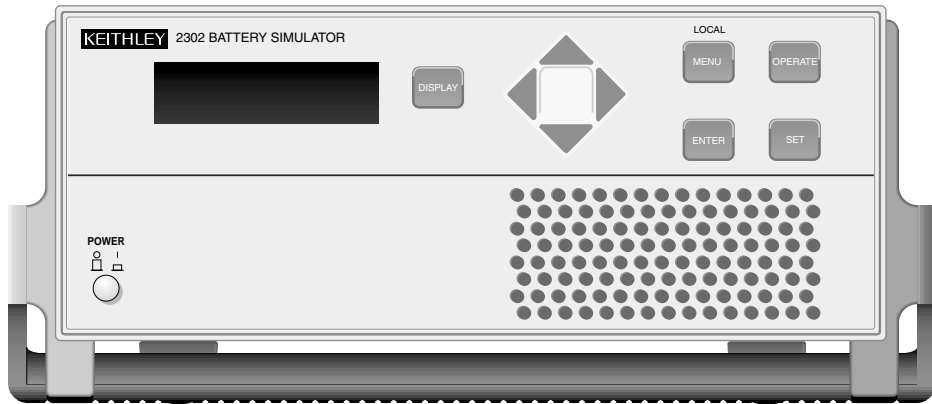 KEITHLEY 2302 BATTERY SIMULATOR
LOCAL
DISPLAY
MENU
OPERATE
ENTER
SET
POWER